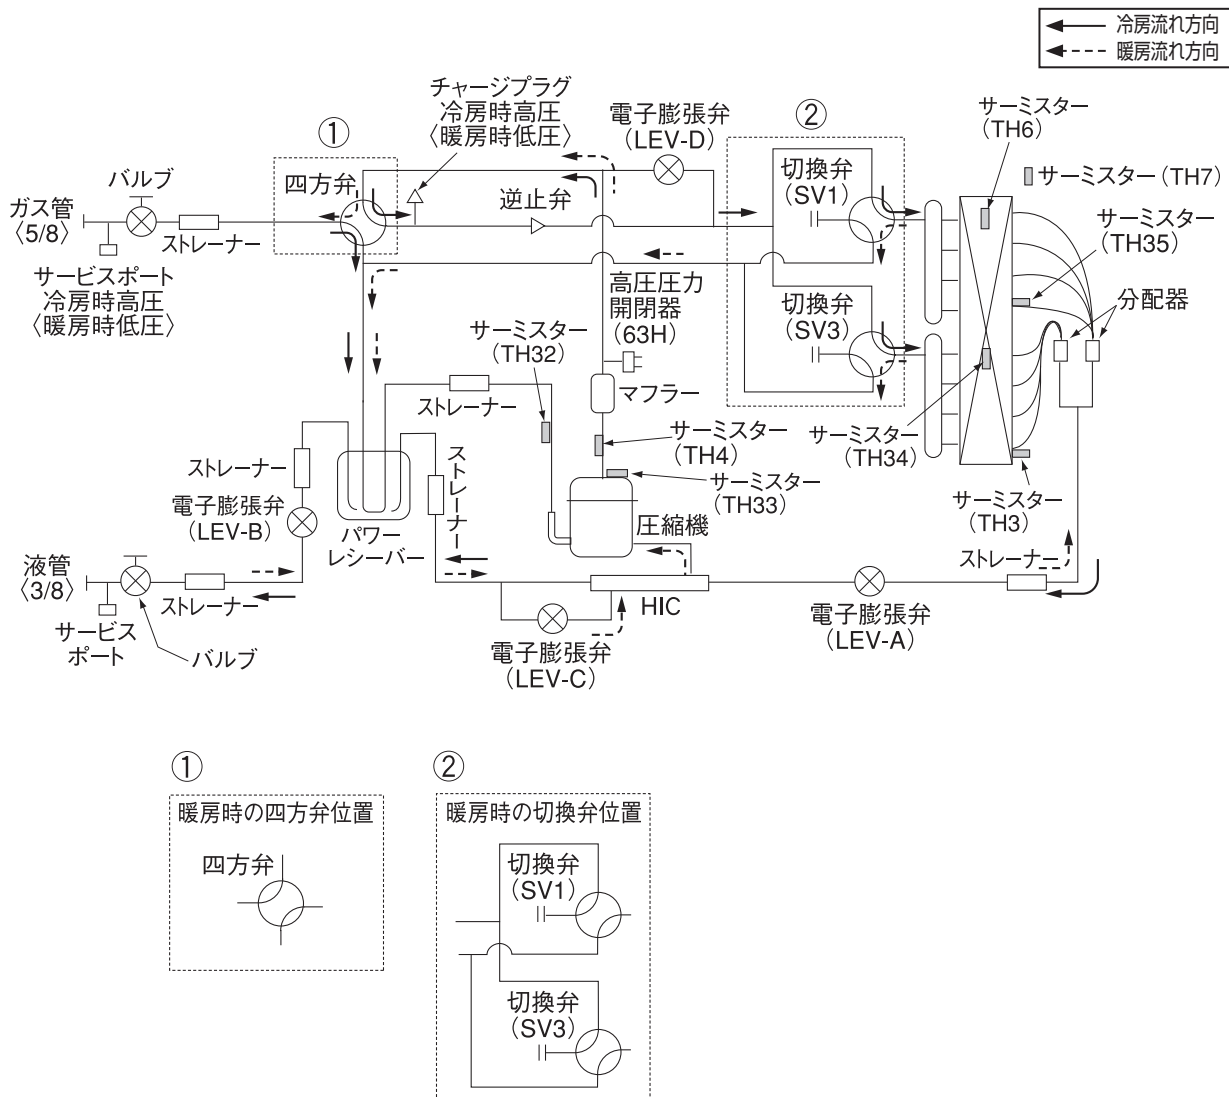 冷房流れ方向
暖房流れ方向
①
チャージプラグ
冷房時高圧
〈暖房時低圧〉
電子膨張弁
(LEV-D)
②
サーミスター
(TH6)
サーミスター (TH7)
バルブ
四方弁
切換弁
(SV1)
ガス管
〈5/8〉
ストレーナー
逆止弁
サーミスター
(TH35)
サービスポート
冷房時高圧
〈暖房時低圧〉
高圧圧力
開閉器
(63H)
切換弁
(SV3)
分配器
サーミスター
(TH32)
ストレーナー
マフラー
サーミスター
(TH4)
サーミスター
(TH34)
ストレーナー
ストレーナー
サーミスター
(TH33)
サーミスター
(TH3)
電子膨張弁
(LEV-B)
パワー
レシーバー
圧縮機
液管
〈3/8〉
ストレーナー
ストレーナー
HIC
サービス
ポート
バルブ
電子膨張弁
(LEV-C)
電子膨張弁
(LEV-A)
①
暖房時の四方弁位置
四方弁
②
暖房時の切換弁位置
切換弁
(SV1)
切換弁
(SV3)